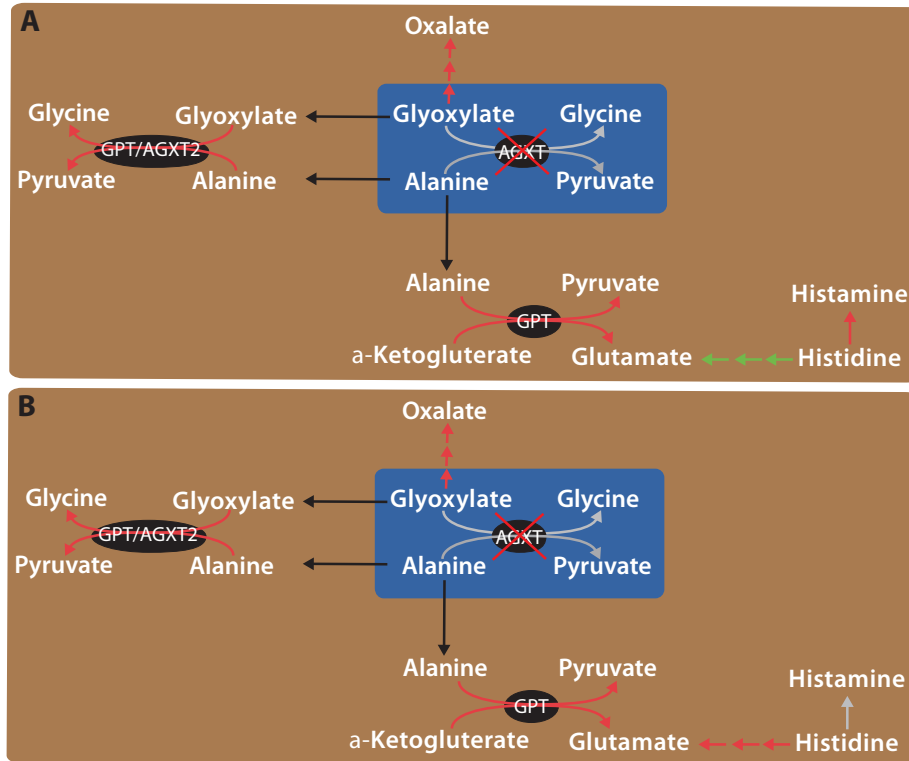 A
Oxalate
Glycine Glyoxylate Glyoxylate Glycine
GPT/AGXT2 AGXT
Pyruvate Alanine Alanine Pyruvate
Alanine Pyruvate
Histamine
GPT
a-Ketogluterate Glutamate Histidine
B
Oxalate
Glycine Glyoxylate Glyoxylate Glycine
GPT/AGXT2 AGXT
Pyruvate Alanine Alanine Pyruvate
Alanine Pyruvate
Histamine
GPT
a-Ketogluterate Glutamate Histidine